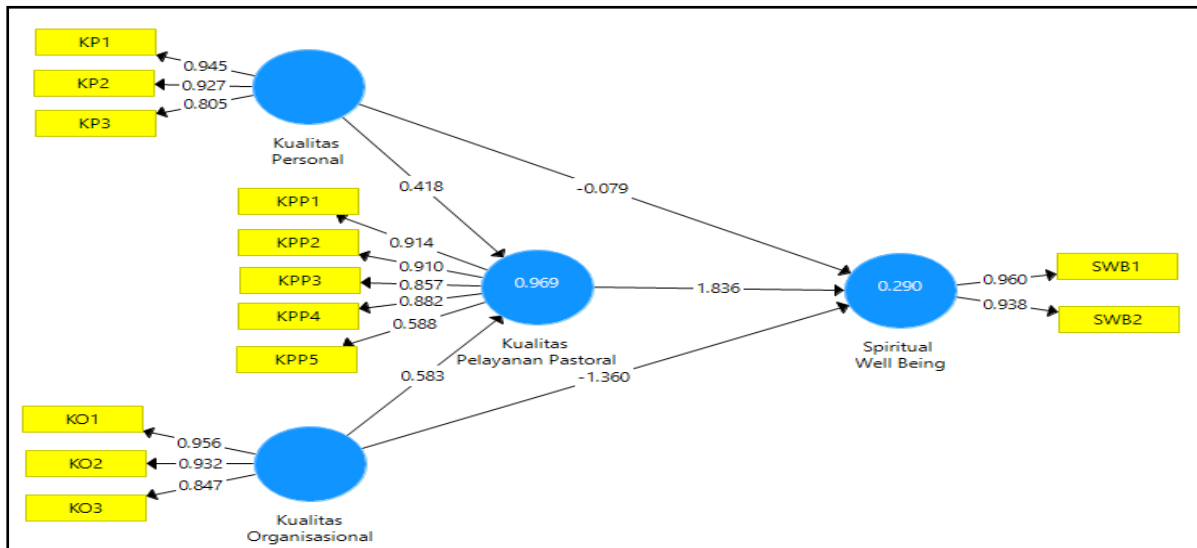 KP1
0.945
KP2
0.927
KP3
0.805
Kualitas
Personal
0.418
-0.079
KPP1
0.914
KPP2
0.910
KPP3
0.857
KPP4
0.882
KPP5
0.588
0.969
Kualitas
Pelayanan Pastoral
1.836
0.290
Spiritual
Well Being
0.960
SWB1
0.938
SWB2
0.583
-1.360
KO1
0.956
KO2
0.932
KO3
0.847
Kualitas
Organisasional